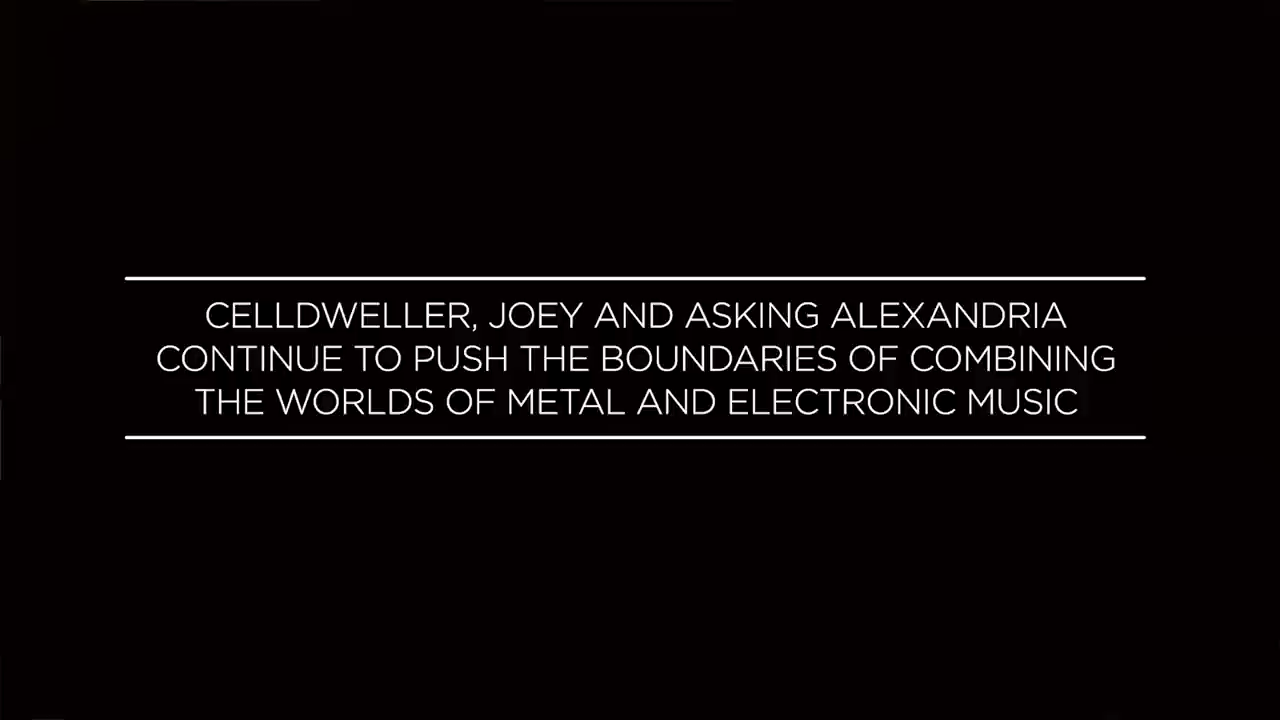 CELLDWELLER, JOEY AND ASKING ALEXANDRIA
CONTINUE TO PUSH THE BOUNDARIES OF COMBINING
THE WORLDS OF METAL AND ELECTRONIC MUSIC